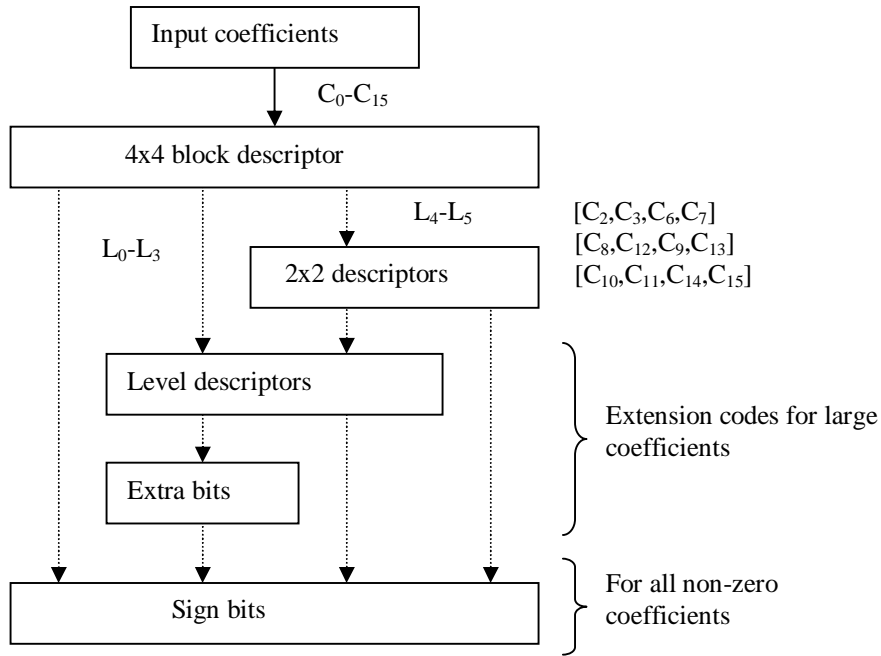 Input coefficients
C₀-C₁₅
4x4 block descriptor
L₄-L₅
[C₂,C₃,C₆,C₇]
L₀-L₃
[C₈,C₁₂,C₉,C₁₃]
2x2 descriptors
[C₁₀,C₁₁,C₁₄,C₁₅]
Level descriptors
Extension codes for large
coefficients
Extra bits
For all non-zero
coefficients
Sign bits